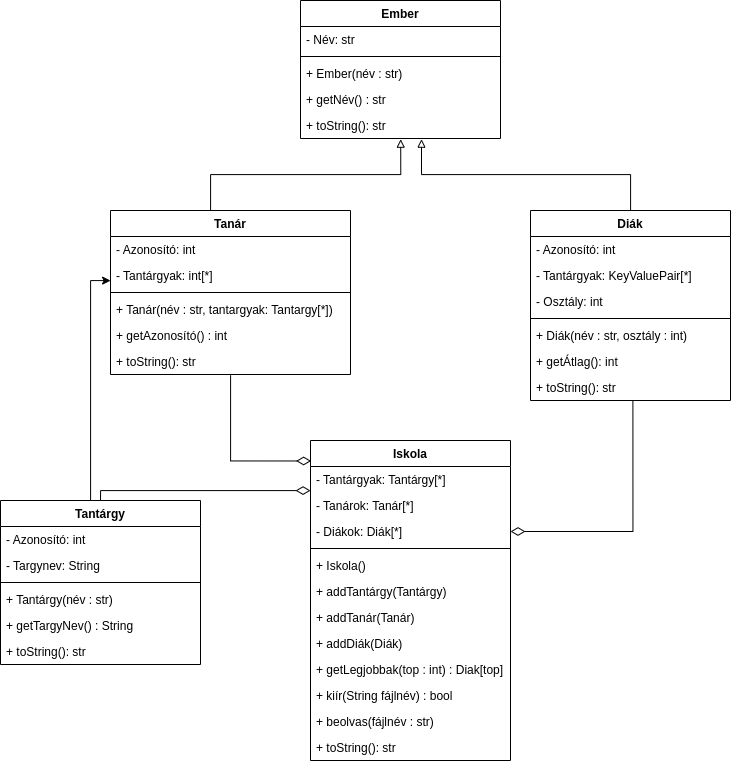 Ember
- Név: str
+ Ember(név : str)
+ getNév() : str
+ toString(): str
Tanár
- Azonosító: int
- Tantárgyak: int[*]
+ Tanár(név : str, tantargyak: Tantargy[*])
+ getAzonosító() : int
+ toString(): str
Diák
- Azonosító: int
- Tantárgyak: KeyValuePair[*]
- Osztály: int
+ Diák(név : str, osztály : int)
+ getÁtlag(): int
+ toString(): str
Iskola
- Tantárgyak: Tantárgy[*]
- Tanárok: Tanár[*]
- Diákok: Diák[*]
+ Iskola()
+ addTantárgy(Tantárgy)
+ addTanár(Tanár)
+ addDiák(Diák)
+ getLegjobbak(top : int) : Diak[top]
+ kiír(String fájlnév) : bool
+ beolvas(fájlnév : str)
+ toString(): str
Tantárgy
- Azonosító: int
- Targynev: String
+ Tantárgy(név : str)
+ getTargyNev() : String
+ toString(): str